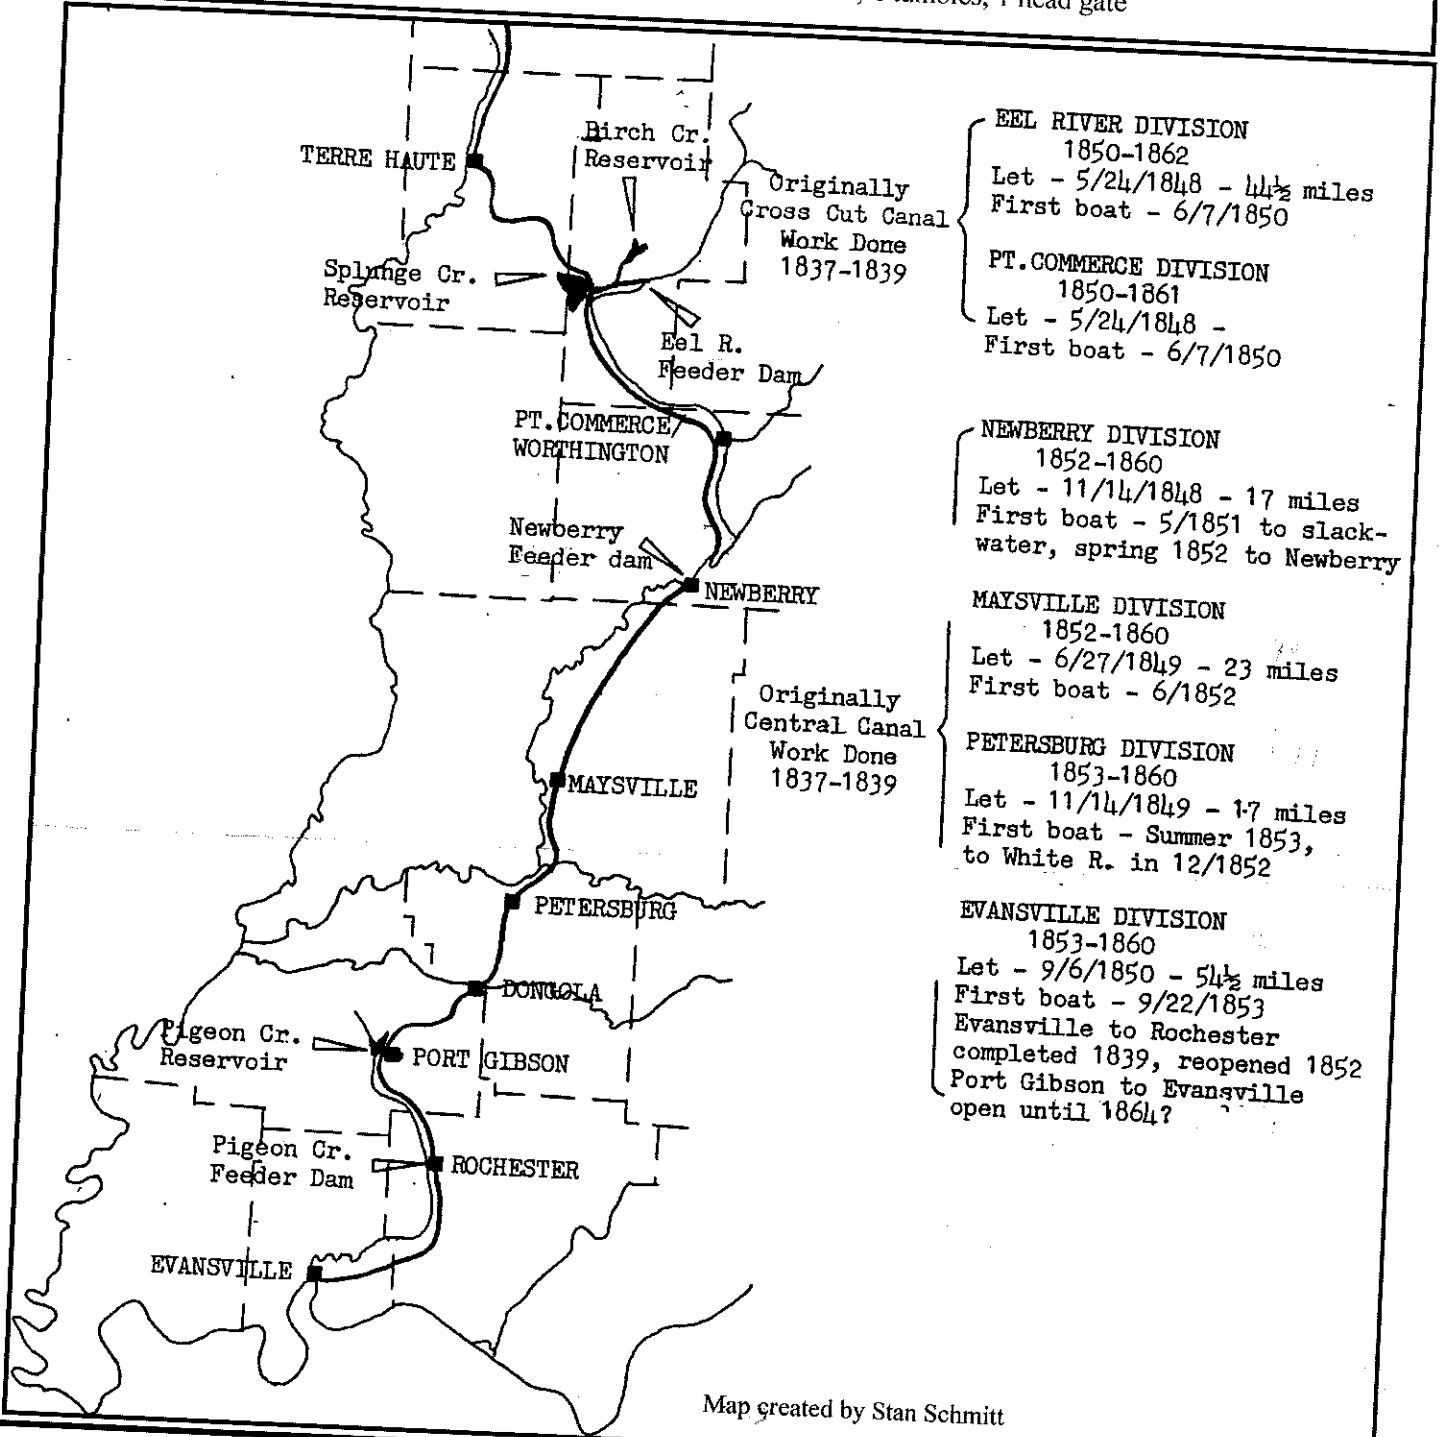 head gate
TERRE HAUTE
Birch Cr.
Reservoir
Originally
Cross Cut Canal
Work Done
1837-1839
Splunge Cr.
Reservoir
Eel R.
Feeder Dam
PT.COMMERCE/
WORTHINGTON
Newberry
Feeder dam
NEWBERRY
Originally
Central Canal
Work Done
1837-1839
MAYSVILLE
PETERSBURG
DONGOLA
Pigeon Cr.
Reservoir
PORT GIBSON
Pigeon Cr.
Feeder Dam
ROCHESTER
EVANSVILLE
EEL RIVER DIVISION
1850-1862
Let - 5/24/1848 - 44½ miles
First boat - 6/7/1850
PT.COMMERCE DIVISION
1850-1861
Let - 5/24/1848 -
First boat - 6/7/1850
NEWBERRY DIVISION
1852-1860
Let - 11/14/1848 - 17 miles
First boat - 5/1851 to slack-
water, spring 1852 to Newberry
MAYSVILLE DIVISION
1852-1860
Let - 6/27/1849 - 23 miles
First boat - 6/1852
PETERSBURG DIVISION
1853-1860
Let - 11/14/1849 - 17 miles
First boat - Summer 1853,
to White R. in 12/1852
EVANSVILLE DIVISION
1853-1860
Let - 9/6/1850 - 54½ miles
First boat - 9/22/1853
Evansville to Rochester
completed 1839, reopened 1852
Port Gibson to Evansville
open until 1864?
Map created by Stan Schmitt